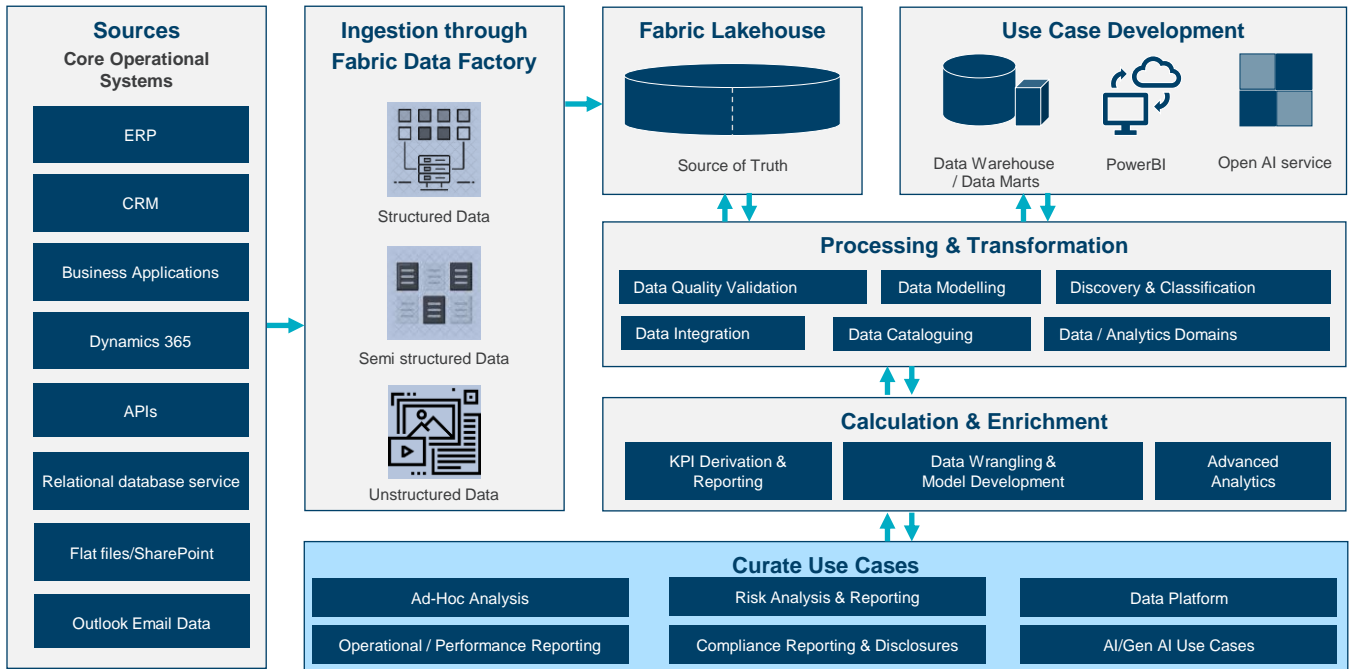 Sources
Core Operational
Systems
ERP
CRM
Business Applications
Dynamics 365
APIs
Relational database service
Flat files/SharePoint
Outlook Email Data
Ingestion through
Fabric Data Factory
Structured Data
Semi structured Data
Unstructured Data
Fabric Lakehouse
Source of Truth
Use Case Development
Data Warehouse
/ Data Marts
PowerBI
Open AI service
Processing & Transformation
Data Quality Validation
Data Modelling
Discovery & Classification
Data Integration
Data Cataloguing
Data / Analytics Domains
Calculation & Enrichment
KPI Derivation &
Reporting
Data Wrangling &
Model Development
Advanced
Analytics
Curate Use Cases
Ad-Hoc Analysis
Risk Analysis & Reporting
Data Platform
Operational / Performance Reporting
Compliance Reporting & Disclosures
AI/Gen AI Use Cases